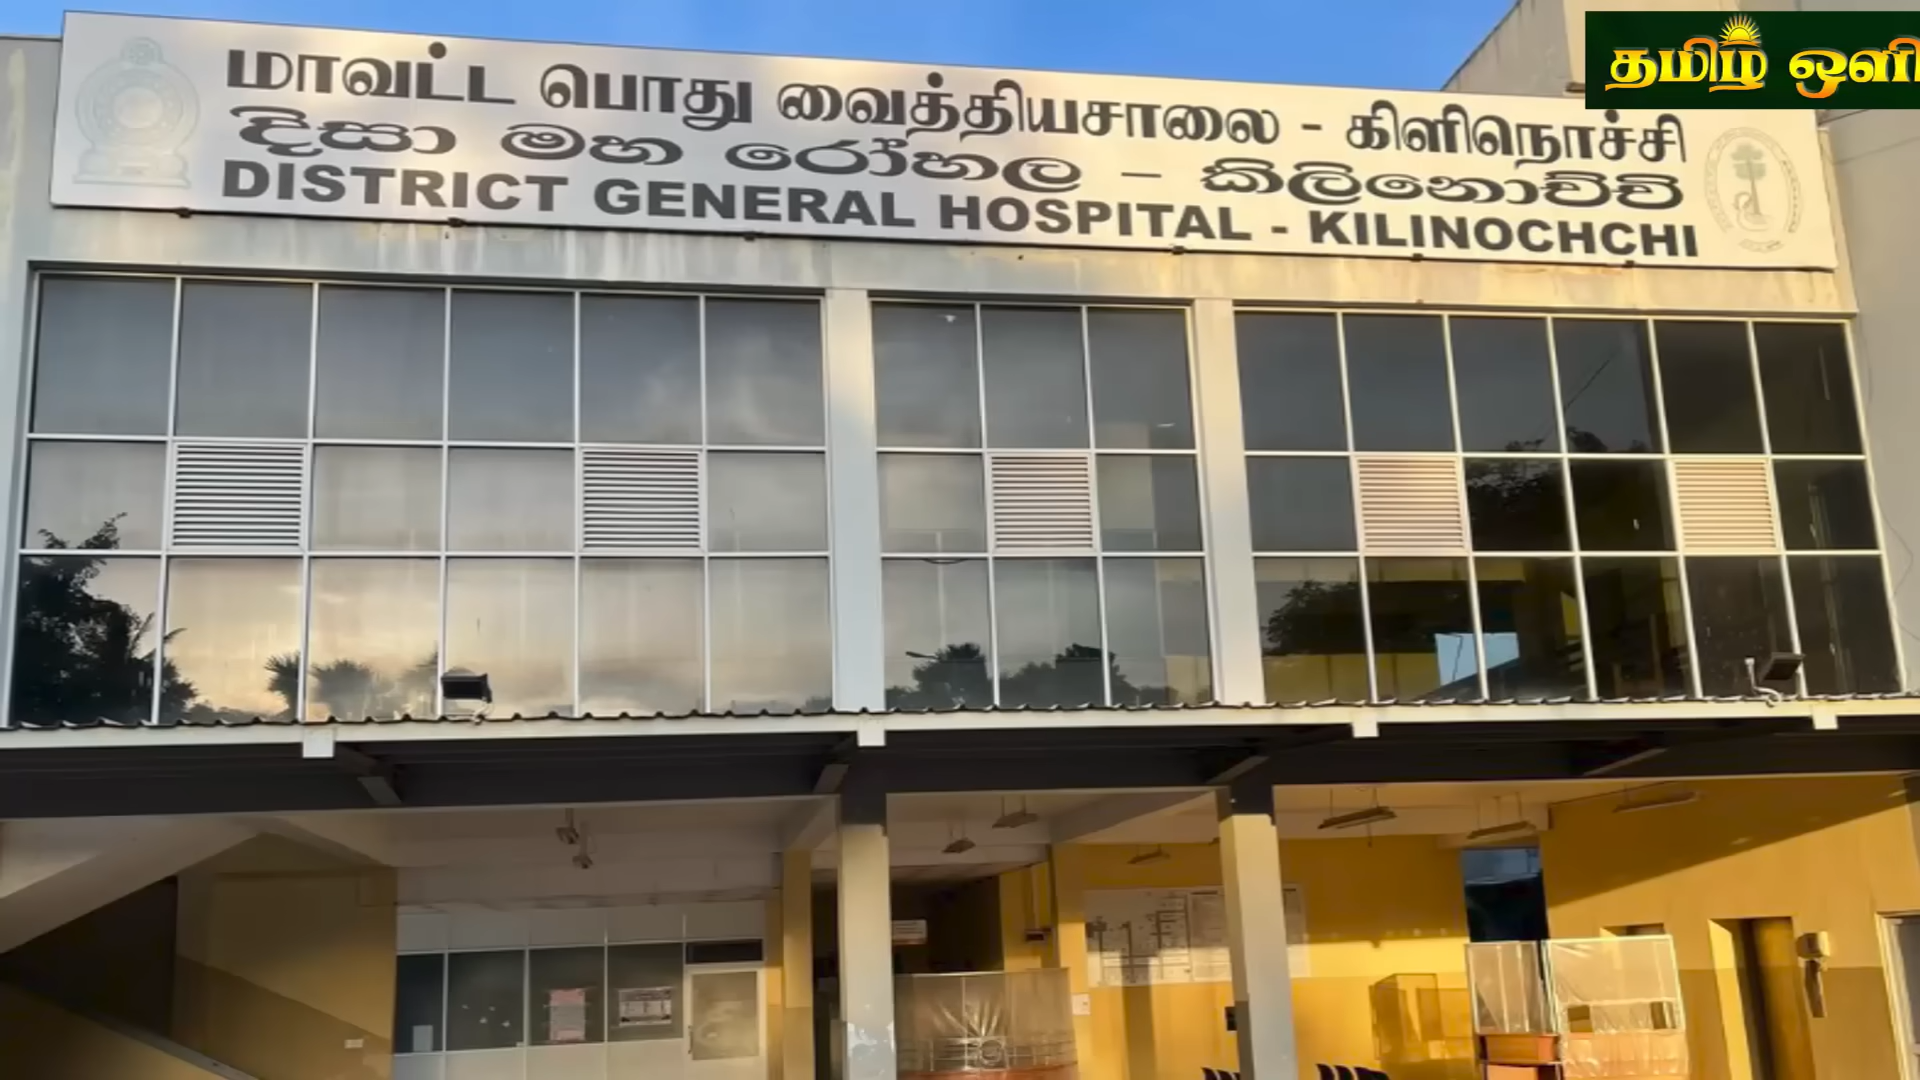 மாவட்ட பொது வைத்தியசாலை - கிளிநொச்சி
දිසා මහ රෝහල - කිලිනොච්චි
DISTRICT GENERAL HOSPITAL - KILINOCHCHI
தமிழ் ஒளி